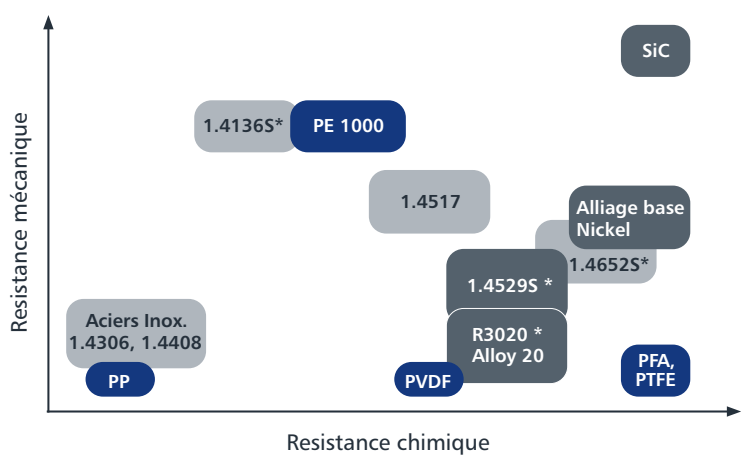 Resistance mécanique
SiC
1.4136S*
PE 1000
1.4517
Alliage base
Nickel
1.4652S*
1.4529S *
Aciers Inox.
1.4306, 1.4408
R3020 *
Alloy 20
PP
PVDF
PFA,
PTFE
Resistance chimique